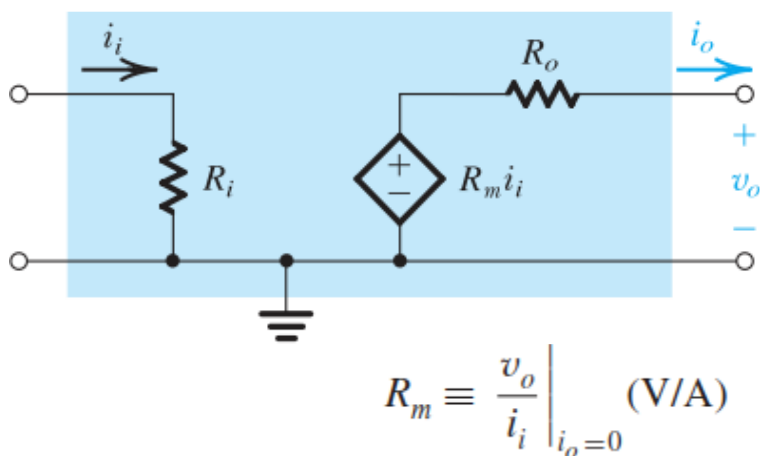 i_i
R_o
i_o
R_i
+
−
R_m i_i
+
v_o
−
R_m ≡ v_o/i_i |_{i_o=0} (V/A)